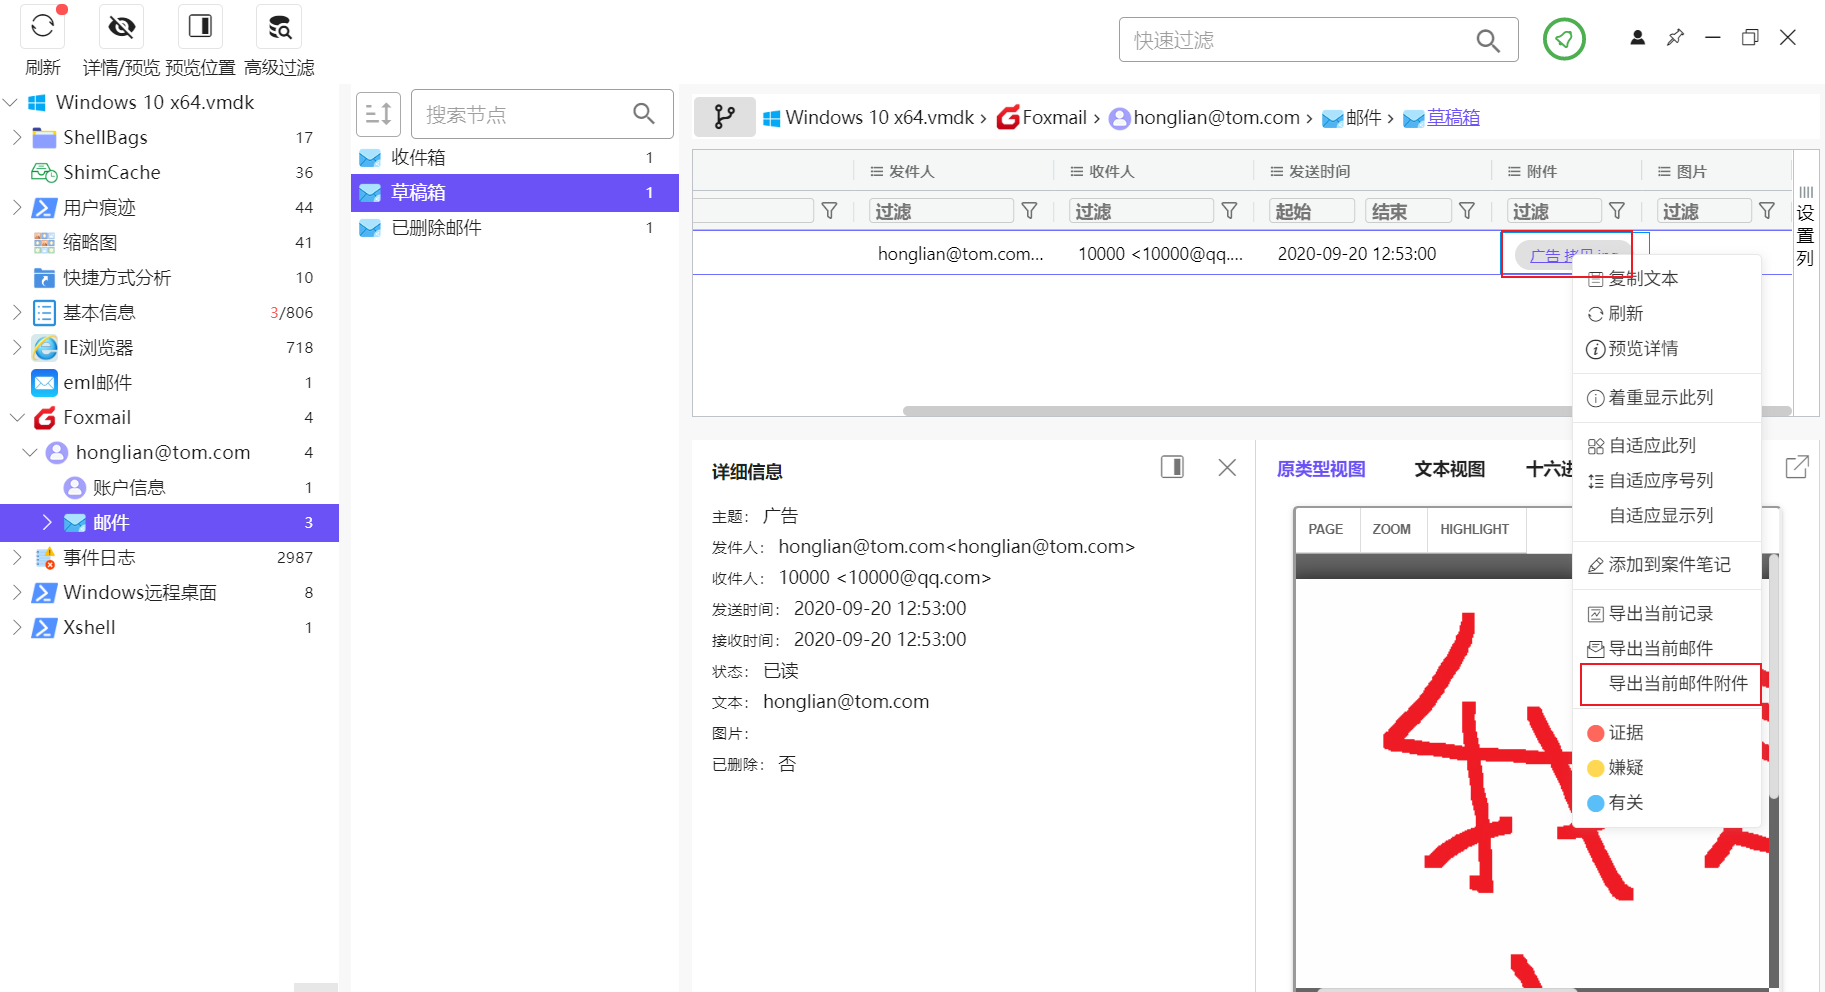 刷新 详情/预览 预览位置 高级过滤
快速过滤
Windows 10 x64.vmdk
ShellBags 17
ShimCache 36
用户痕迹 44
缩略图 41
快捷方式分析 10
基本信息 3/806
IE浏览器 718
eml邮件 1
Foxmail 4
honglian@tom.com 4
账户信息 1
邮件 3
事件日志 2987
Windows远程桌面 8
Xshell 1
搜索节点
收件箱 1
草稿箱 1
已删除邮件 1
Windows 10 x64.vmdk › Foxmail › honglian@tom.com › 邮件 › 草稿箱
发件人 收件人 发送时间 附件 图片
过滤 过滤 起始 结束 过滤 过滤
honglian@tom.com... 10000 <10000@qq.... 2020-09-20 12:53:00 广告
设置列
复制文本
刷新
预览详情
着重显示此列
自适应此列
自适应序号列
自适应显示列
添加到案件笔记
导出当前记录
导出当前邮件
导出当前邮件附件
证据
嫌疑
有关
详细信息
主题： 广告
发件人： honglian@tom.com<honglian@tom.com>
收件人： 10000 <10000@qq.com>
发送时间： 2020-09-20 12:53:00
接收时间： 2020-09-20 12:53:00
状态： 已读
文本： honglian@tom.com
图片：
已删除： 否
原类型视图 文本视图 十六进
PAGE ZOOM HIGHLIGHT